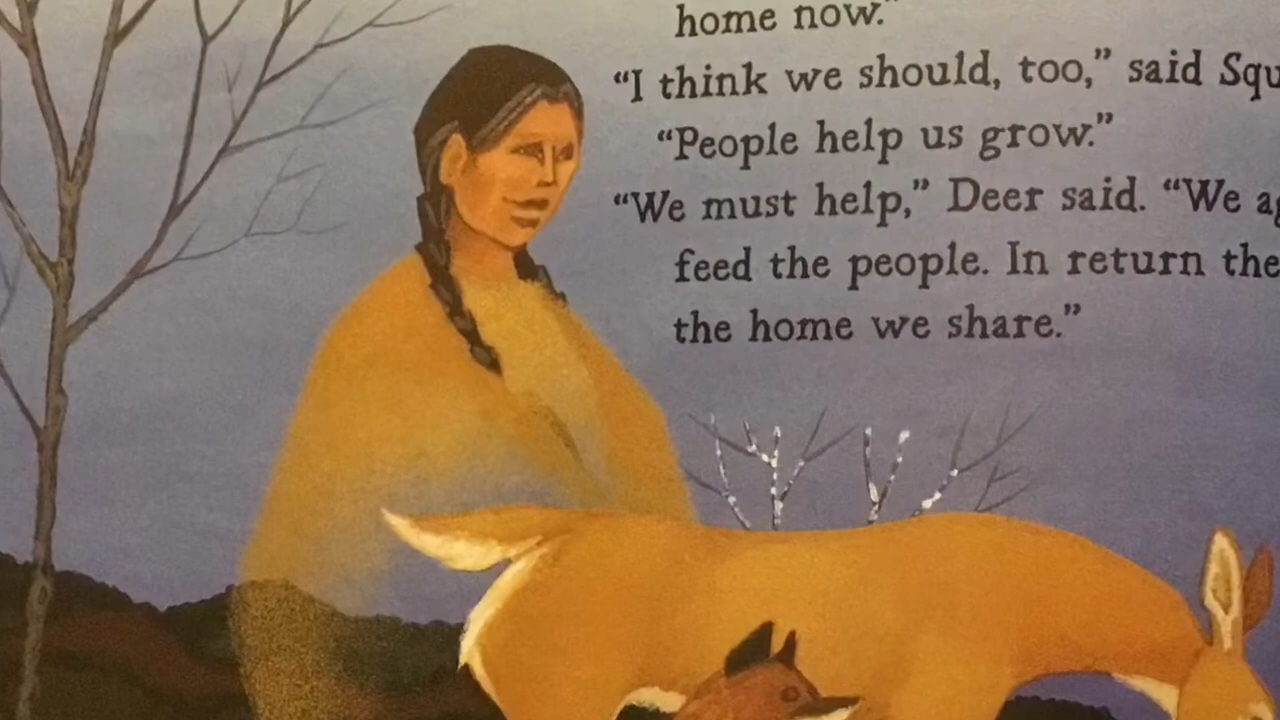 home now."
"I think we should, too," said
"People help us grow."
"We must help," Deer said. "We
feed the people. In return
the home we share."